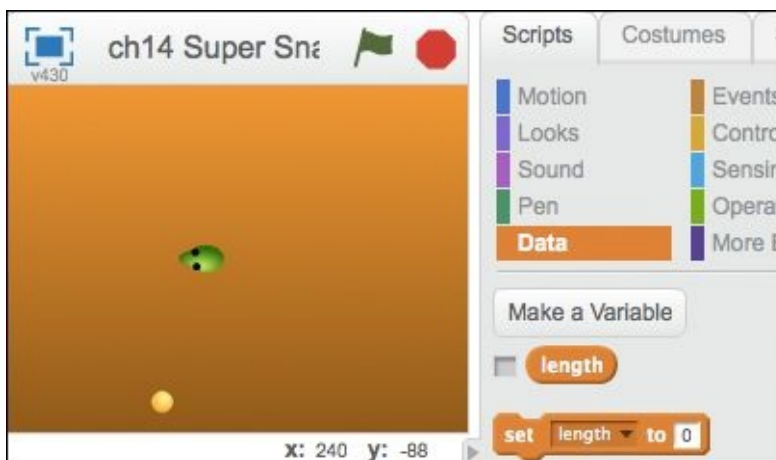 v430
ch14 Super Sna
Scripts
Costumes
Motion
Looks
Sound
Pen
Data
Events
Contro
Sensin
Opera
More
Make a Variable
length
set length to 0
x: 240 y: -88